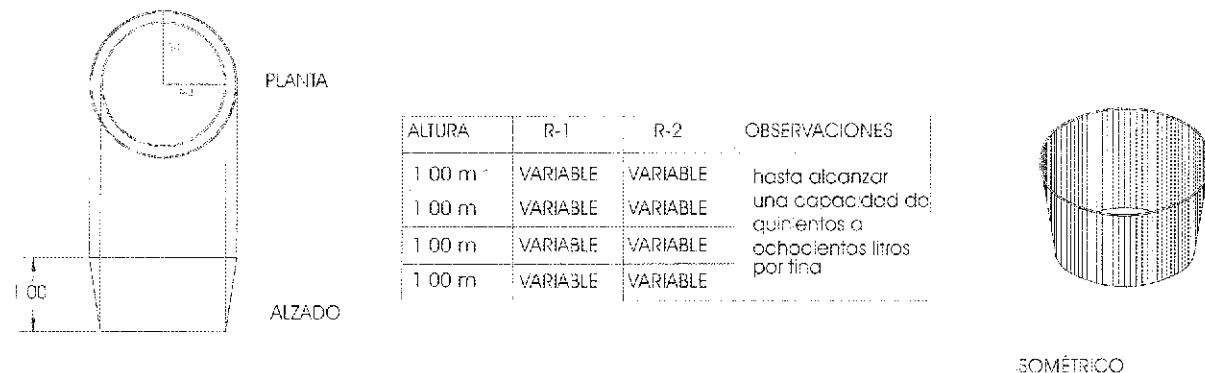 PLANTA
ALTURA R-1 R-2 OBSERVACIONES
1 00 m VARIABLE VARIABLE hasta alcanzar
una capacidad de
1 00 m VARIABLE VARIABLE quinientos a
1 00 m VARIABLE VARIABLE ochocientos litros
por tina
1 00 m VARIABLE VARIABLE
1 00
ALZADO
SOMÉTRICO